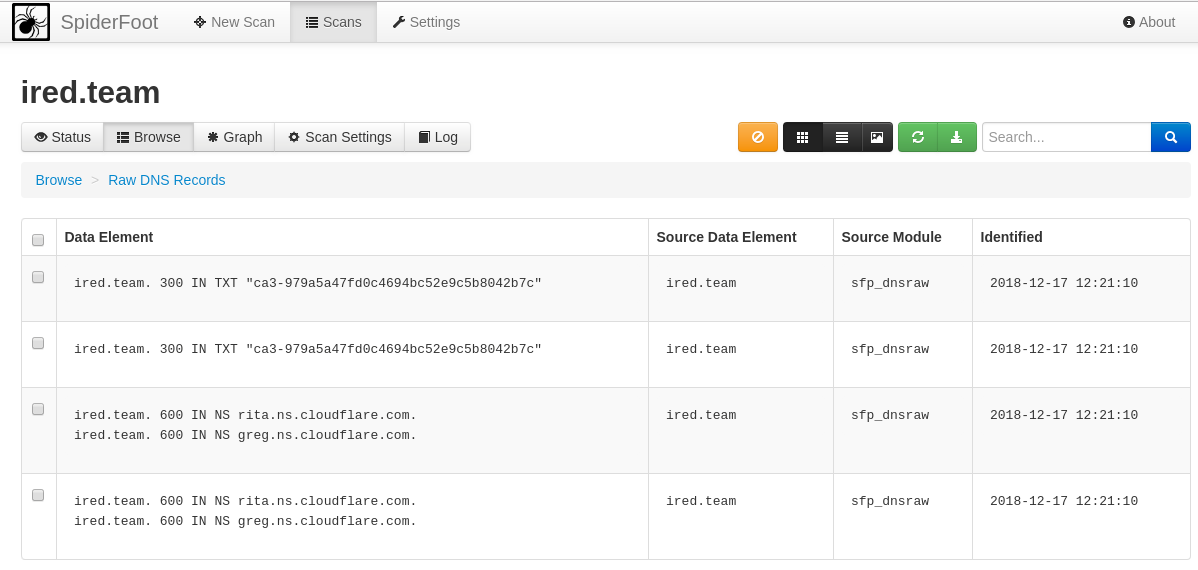 SpiderFoot New Scan Scans Settings About
ired.team
Status Browse Graph Scan Settings Log Search...
Browse > Raw DNS Records
Data Element Source Data Element Source Module Identified
ired.team. 300 IN TXT "ca3-979a5a47fd0c4694bc52e9c5b8042b7c" ired.team sfp_dnsraw 2018-12-17 12:21:10
ired.team. 300 IN TXT "ca3-979a5a47fd0c4694bc52e9c5b8042b7c" ired.team sfp_dnsraw 2018-12-17 12:21:10
ired.team. 600 IN NS rita.ns.cloudflare.com. ired.team sfp_dnsraw 2018-12-17 12:21:10
ired.team. 600 IN NS greg.ns.cloudflare.com.
ired.team. 600 IN NS rita.ns.cloudflare.com. ired.team sfp_dnsraw 2018-12-17 12:21:10
ired.team. 600 IN NS greg.ns.cloudflare.com.